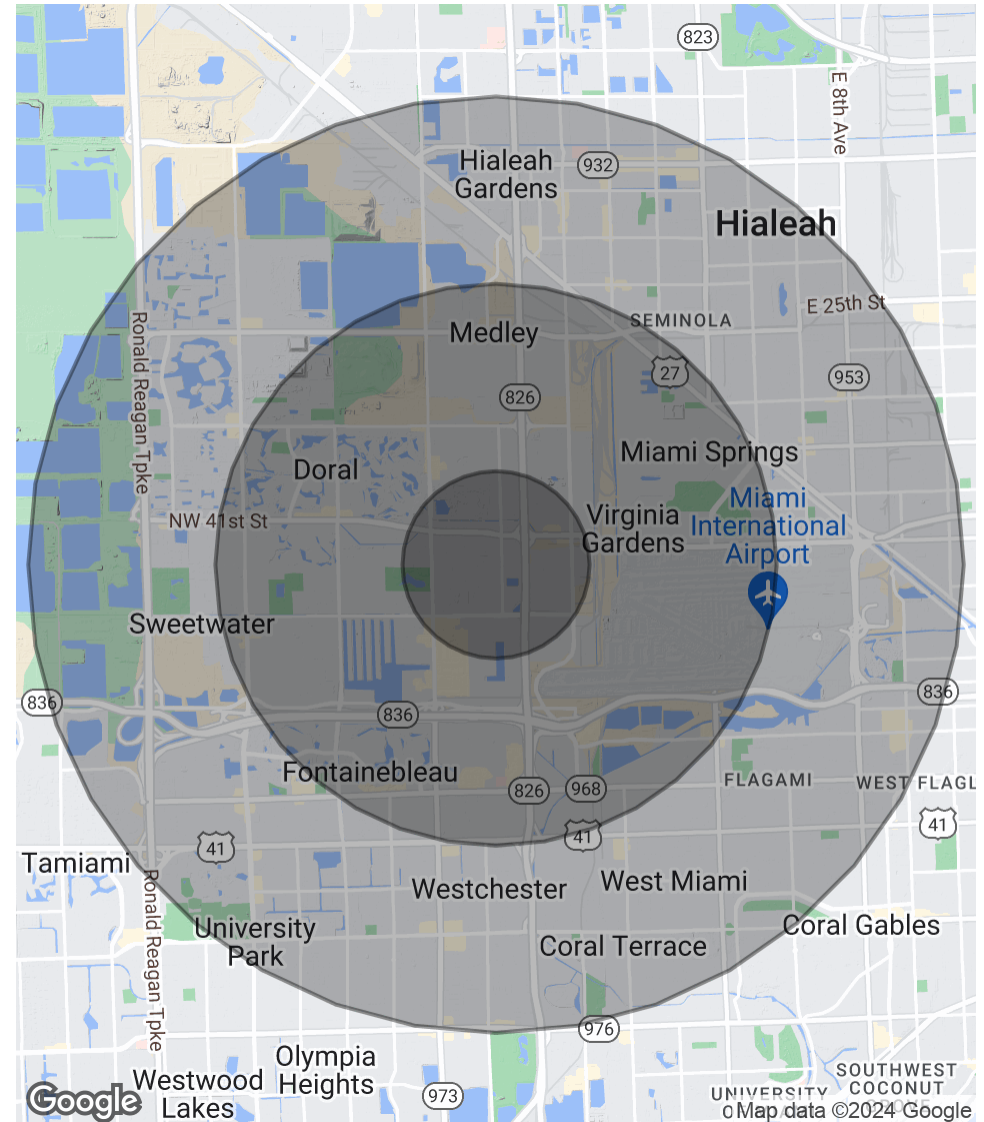 823
E 8th Ave
Hialeah
Gardens
932
Hialeah
E 25th St
SEMINOLA
Medley
Ronald Reagan Tpke
27
953
826
Miami Springs
Doral
Miami
International
Airport
Virginia
Gardens
NW 41st St
Sweetwater
836
836
836
Fontainebleau
FLAGAMI
WEST FLAGL
826
968
41
41
41
Tamiami
Ronald Reagan Tpke
Westchester
West Miami
University
Park
Coral Gables
Coral Terrace
976
Olympia
Heights
Westwood
Lakes
973
SOUTHWEST
COCONUT
UNIVERSITY
Google
Map data ©2024 Google